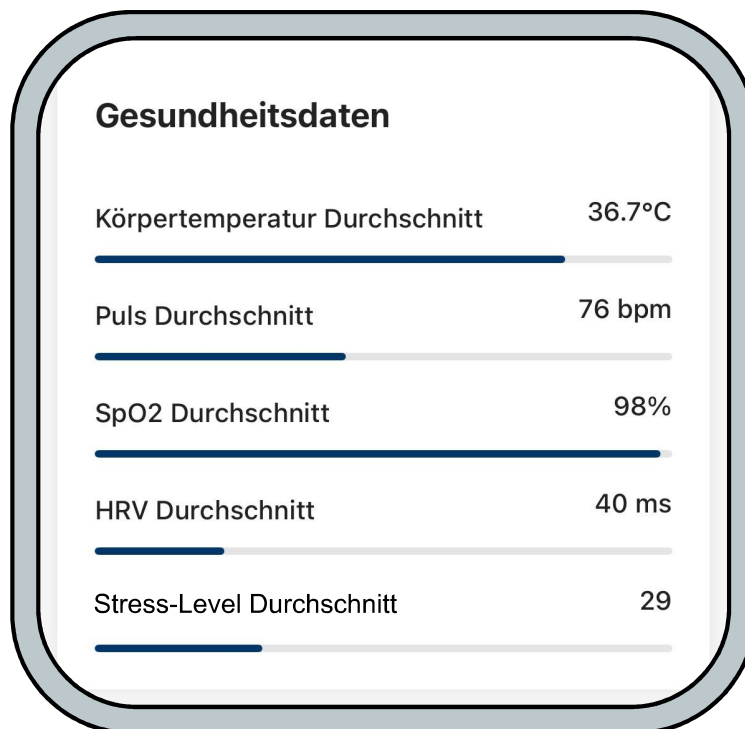 Gesundheitsdaten
Körpertemperatur Durchschnitt 36.7°C
Puls Durchschnitt 76 bpm
SpO2 Durchschnitt 98%
HRV Durchschnitt 40 ms
Stress-Level Durchschnitt 29